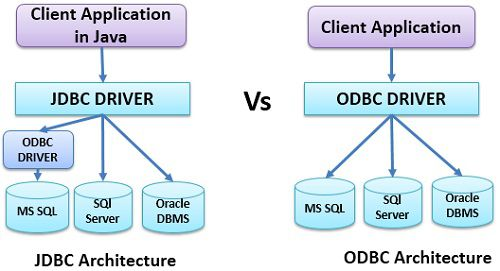 Client Application
in Java
JDBC DRIVER
ODBC
DRIVER
MS SQL
SQl
Server
Oracle
DBMS
JDBC Architecture
Vs
Client Application
ODBC DRIVER
MS SQL
SQl
Server
Oracle
DBMS
ODBC Architecture